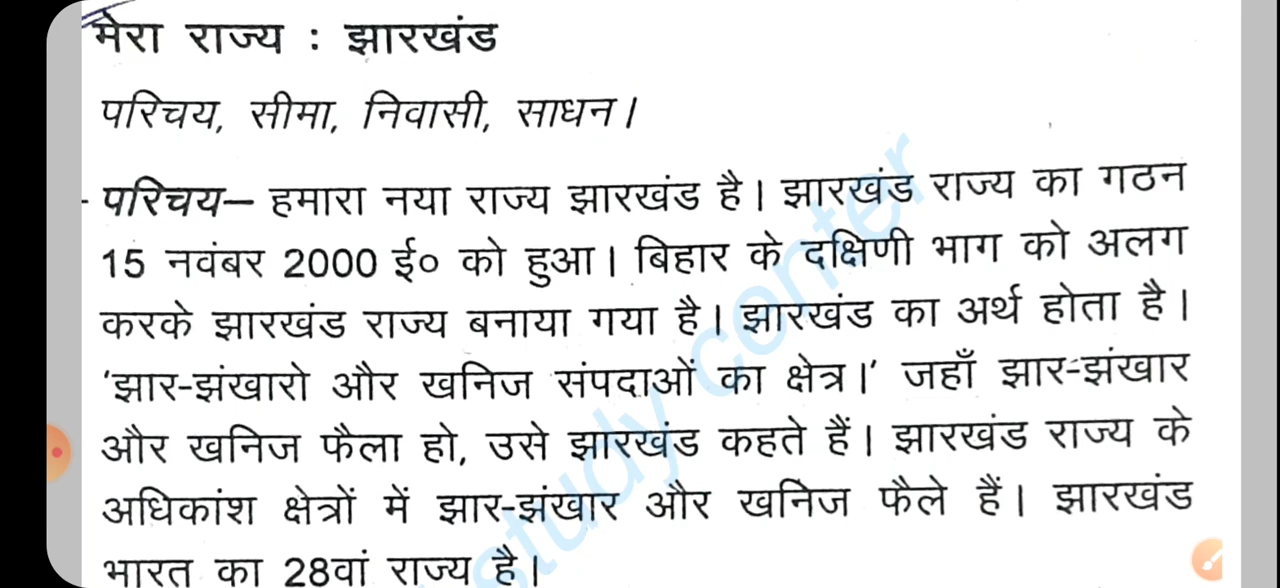 मेरा राज्य : झारखंड
परिचय, सीमा, निवासी, साधन।
- परिचय– हमारा नया राज्य झारखंड है। झारखंड राज्य का गठन
15 नवंबर 2000 ई० को हुआ। बिहार के दक्षिणी भाग को अलग
करके झारखंड राज्य बनाया गया है। झारखंड का अर्थ होता है।
‘झार-झंखारो और खनिज संपदाओं का क्षेत्र।’ जहाँ झार-झंखार
और खनिज फैला हो, उसे झारखंड कहते हैं। झारखंड राज्य के
अधिकांश क्षेत्रों में झार-झंखार और खनिज फैले हैं। झारखंड
भारत का 28वां राज्य है।
study center